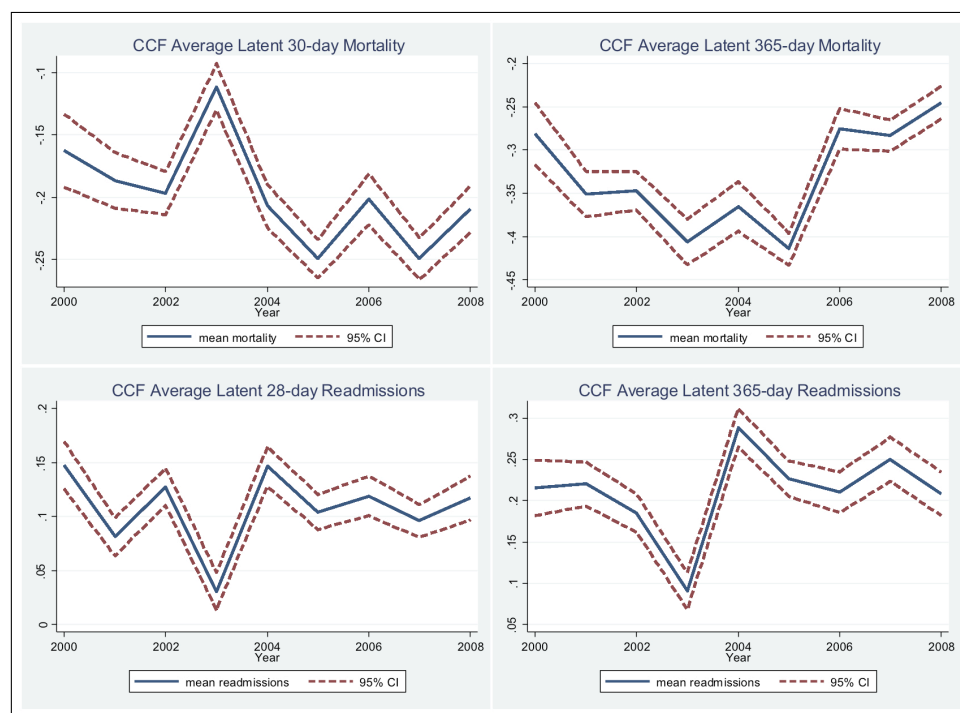 CCF Average Latent 30-day Mortality
-.1
-.15
-.2
-.25
2000 2002 2004 2006 2008
Year
mean mortality 95% CI
CCF Average Latent 365-day Mortality
-.2
-.25
-.3
-.35
-.4
-.45
2000 2002 2004 2006 2008
Year
mean mortality 95% CI
CCF Average Latent 28-day Readmissions
.2
.15
.1
.05
0
2000 2002 2004 2006 2008
Year
mean readmissions 95% CI
CCF Average Latent 365-day Readmissions
.3
.25
.2
.15
.1
.05
2000 2002 2004 2006 2008
Year
mean readmissions 95% CI